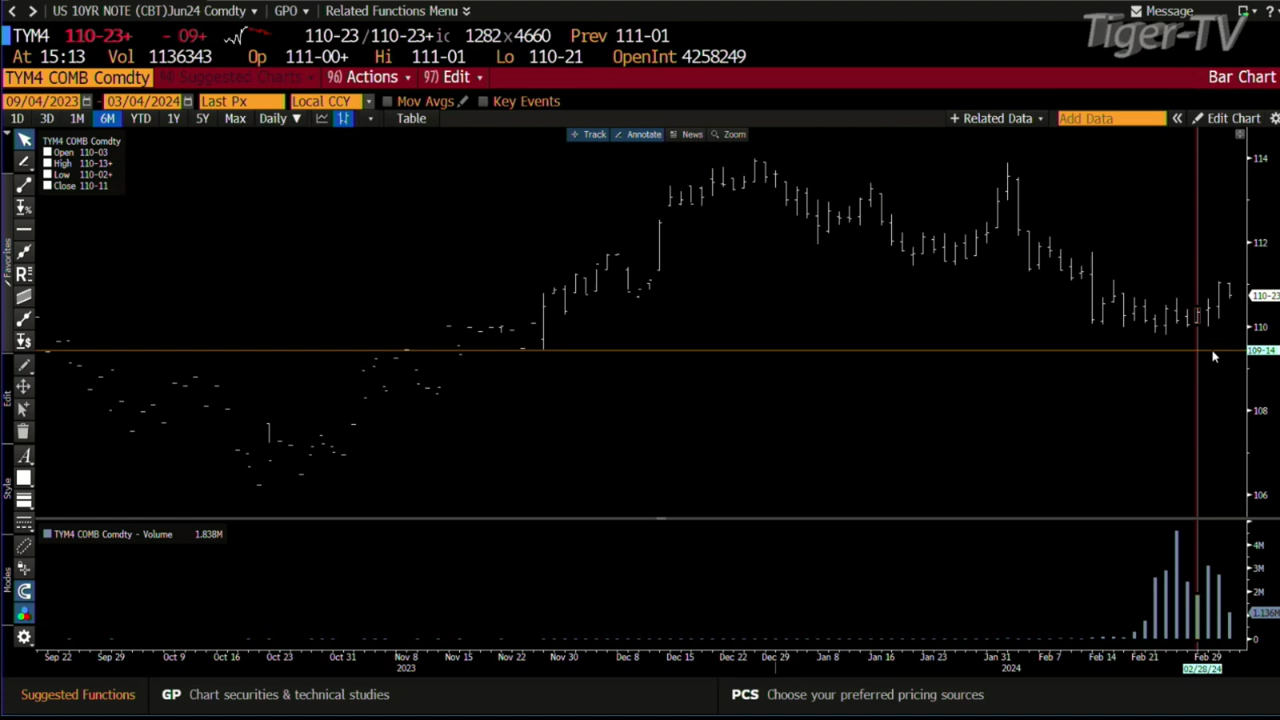 US 10YR NOTE (CBT)Jun24 Comdty GPO Related Functions Menu Message ?
Tiger-TV
TYM4 110-23+ - 09+ 110-23 /110-23+ic 1282x4660 Prev 111-01
At 15:13 Vol 1136343 Op 111-00+ Hi 111-01 Lo 110-21 OpenInt 4258249
TYM4 COMB Comdty 94) Suggested Charts 96) Actions 97) Edit Bar Chart
09/04/2023 - 03/04/2024 Last Px Local CCY Mov Avgs Key Events
1D 3D 1M 6M YTD 1Y 5Y Max Daily ▼ Table + Related Data Add Data « Edit Chart
Track Annotate News Zoom
TYM4 COMB Comdty
Open 110-03
High 110-13+
Low 110-02+
Close 110-11
114
112
110-23
110
109-14
108
106
Favorites
Edit
Style
Modes
TYM4 COMB Comdty - Volume 1.838M
4M
3M
2M
1.136M
0
Sep 22 Sep 29 Oct 9 Oct 16 Oct 23 Oct 31 Nov 8 Nov 15 Nov 22 Nov 30 Dec 8 Dec 15 Dec 22 Dec 29 Jan 8 Jan 16 Jan 23 Jan 31 Feb 7 Feb 14 Feb 21 Feb 29
2023 2024 02/28/24
Suggested Functions GP Chart securities & technical studies PCS Choose your preferred pricing sources